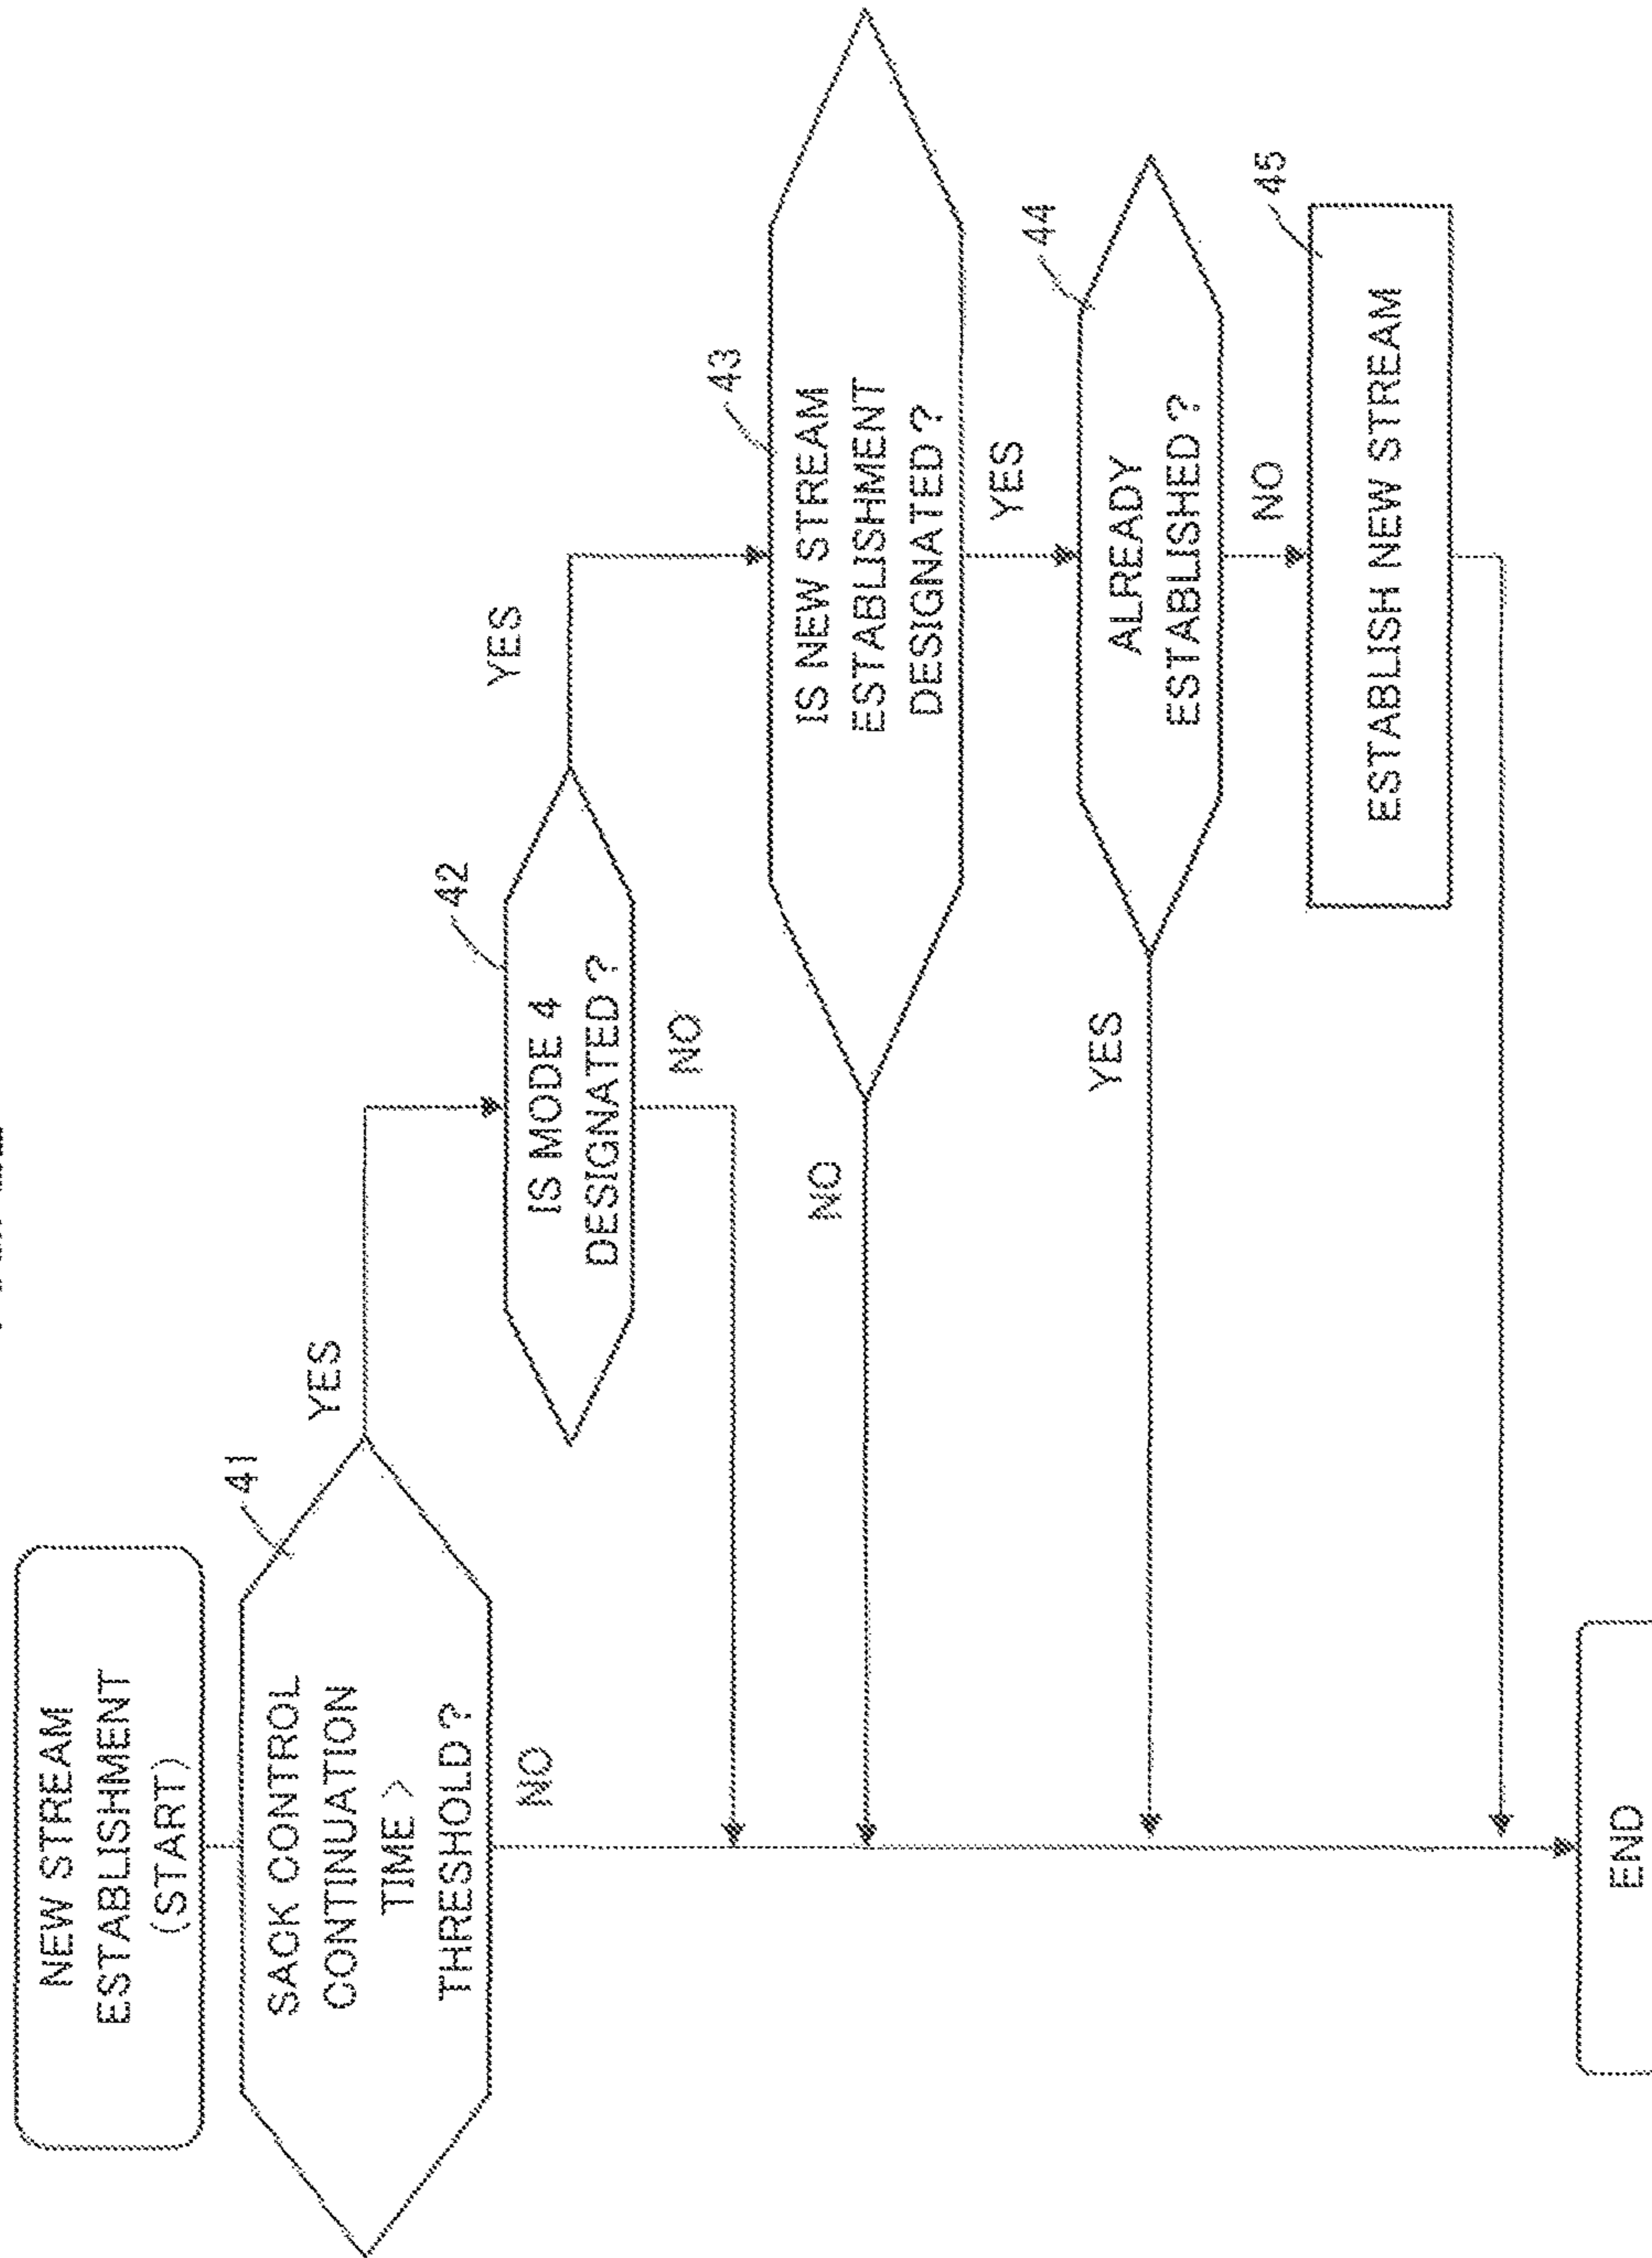 NEW STREAM
ESTABLISHMENT
(START)
41
SACK CONTROL
CONTINUATION
TIME >
THRESHOLD ?
YES
NO
42
IS MODE 4
DESIGNATED ?
YES
NO
43
IS NEW STREAM
ESTABLISHMENT
DESIGNATED ?
NO
YES
44
ALREADY
ESTABLISHED ?
YES
NO
45
ESTABLISH NEW STREAM
END